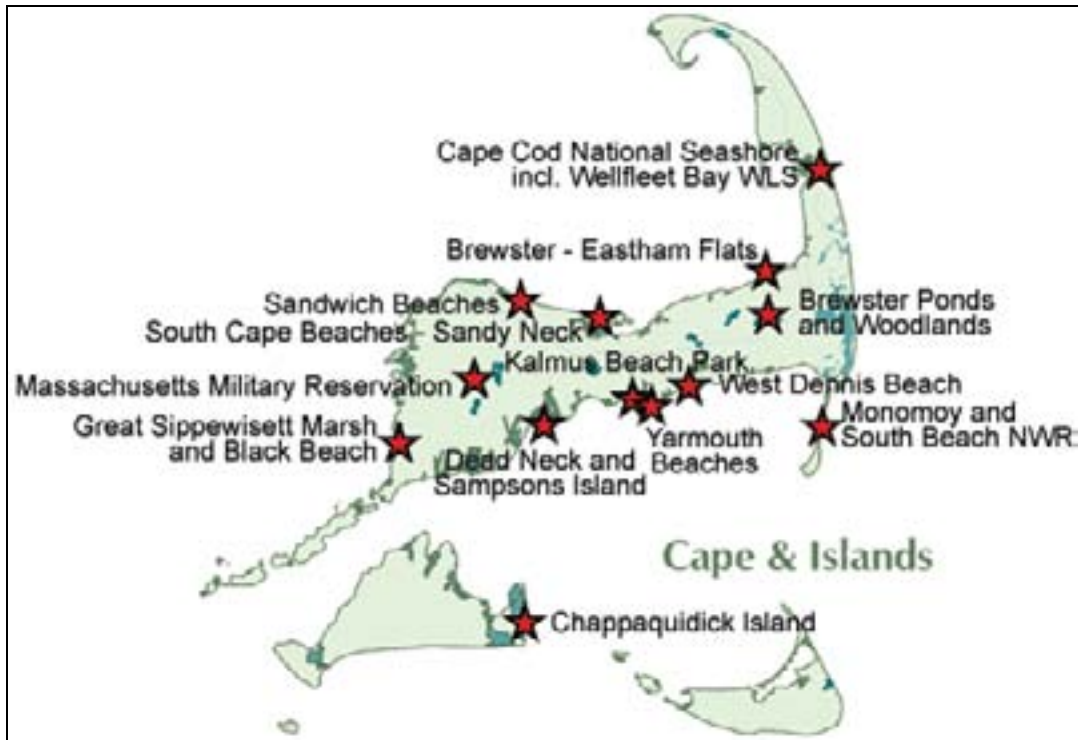 Cape Cod National Seashore
incl. Wellfleet Bay WLS
Brewster - Eastham Flats
Sandwich Beaches
Brewster Ponds
and Woodlands
South Cape Beaches - Sandy Neck
Kalmus Beach Park
Massachusetts Military Reservation
West Dennis Beach
Great Sippewisett Marsh
and Black Beach
Monomoy and
South Beach NWR
Yarmouth
Beaches
Dead Neck and
Sampsons Island
Cape & Islands
Chappaquidick Island